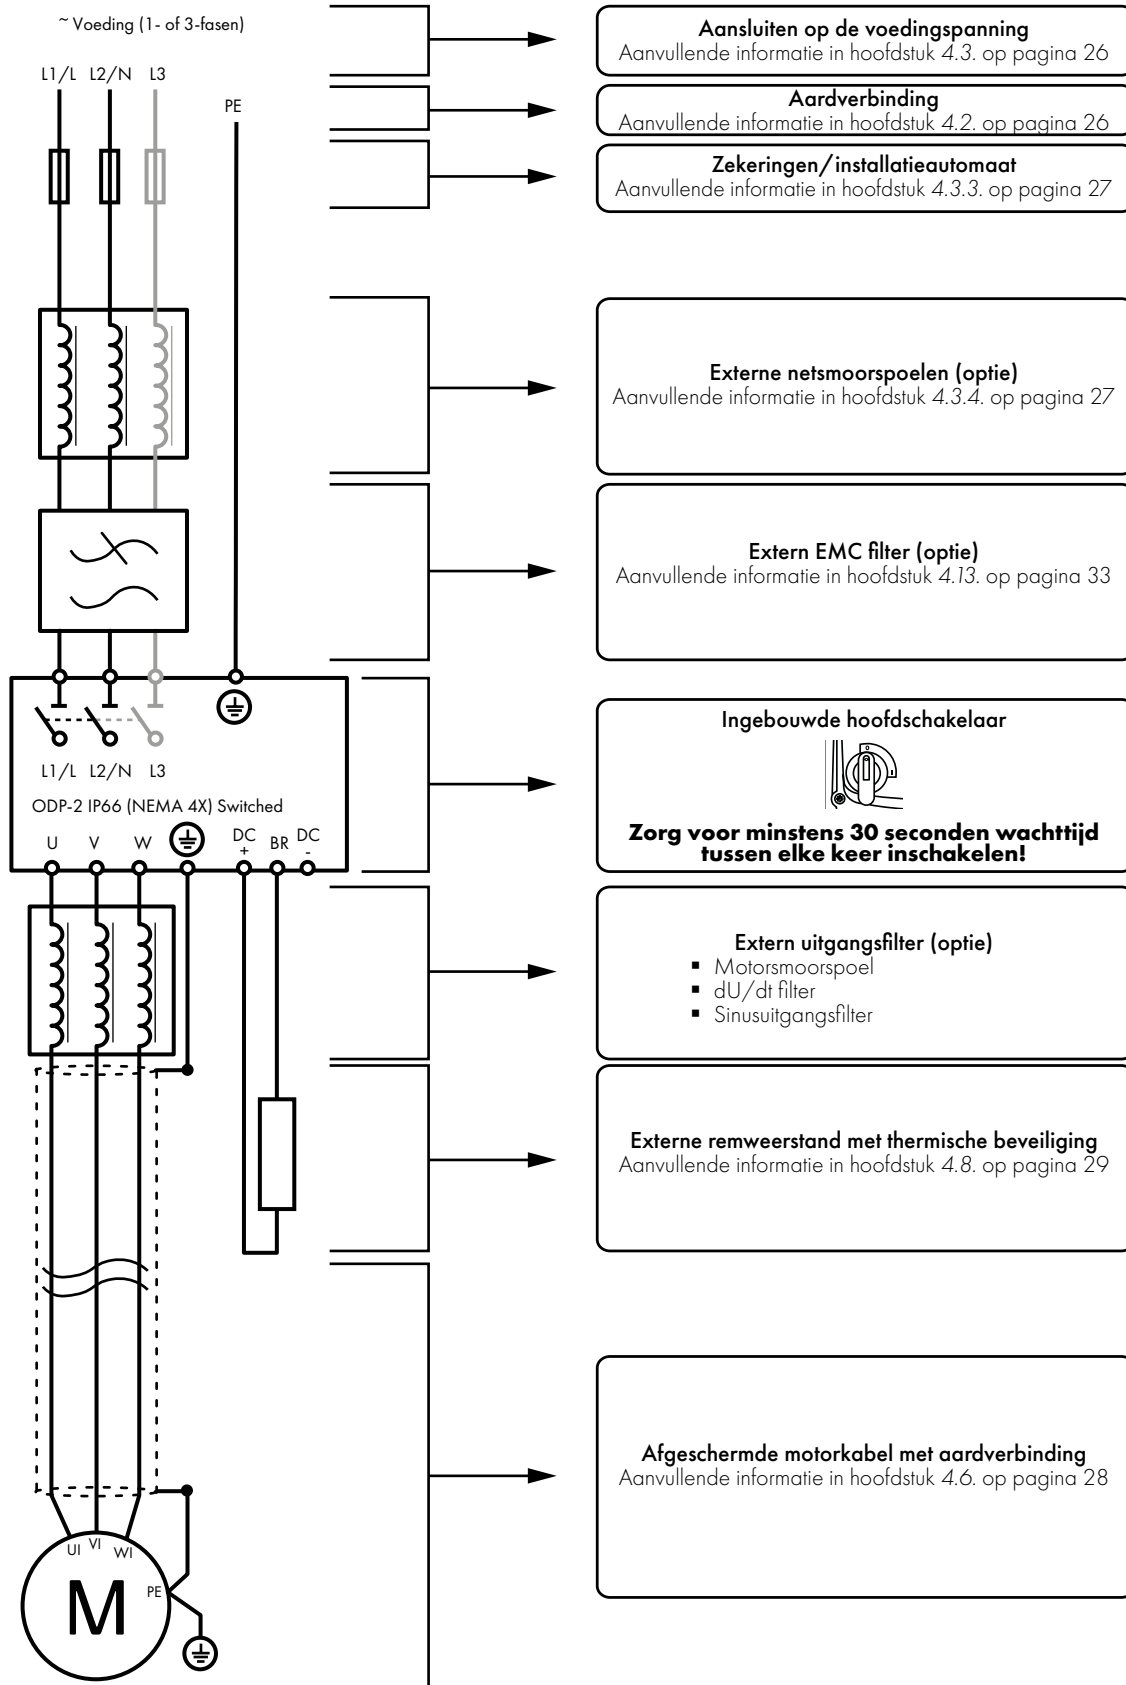 ~ Voeding (1- of 3-fasen)
L1/L L2/N L3
PE
Aansluiten op de voedingspanning
Aanvullende informatie in hoofdstuk 4.3. op pagina 26
Aardverbinding
Aanvullende informatie in hoofdstuk 4.2. op pagina 26
Zekeringen/installatieautomaat
Aanvullende informatie in hoofdstuk 4.3.3. op pagina 27
Externe netsmoorspoelen (optie)
Aanvullende informatie in hoofdstuk 4.3.4. op pagina 27
Extern EMC filter (optie)
Aanvullende informatie in hoofdstuk 4.13. op pagina 33
L1/L L2/N L3
ODP-2 IP66 (NEMA 4X) Switched
U V W DC + BR DC -
Ingebouwde hoofdschakelaar
0
I
Zorg voor minstens 30 seconden wachttijd
tussen elke keer inschakelen!
Extern uitgangsfilter (optie)
▪ Motorsmoorspoel
▪ dU/dt filter
▪ Sinusuitgangsfilter
Externe remweerstand met thermische beveiliging
Aanvullende informatie in hoofdstuk 4.8. op pagina 29
Afgeschermde motorkabel met aardverbinding
Aanvullende informatie in hoofdstuk 4.6. op pagina 28
UI VI WI
PE
M